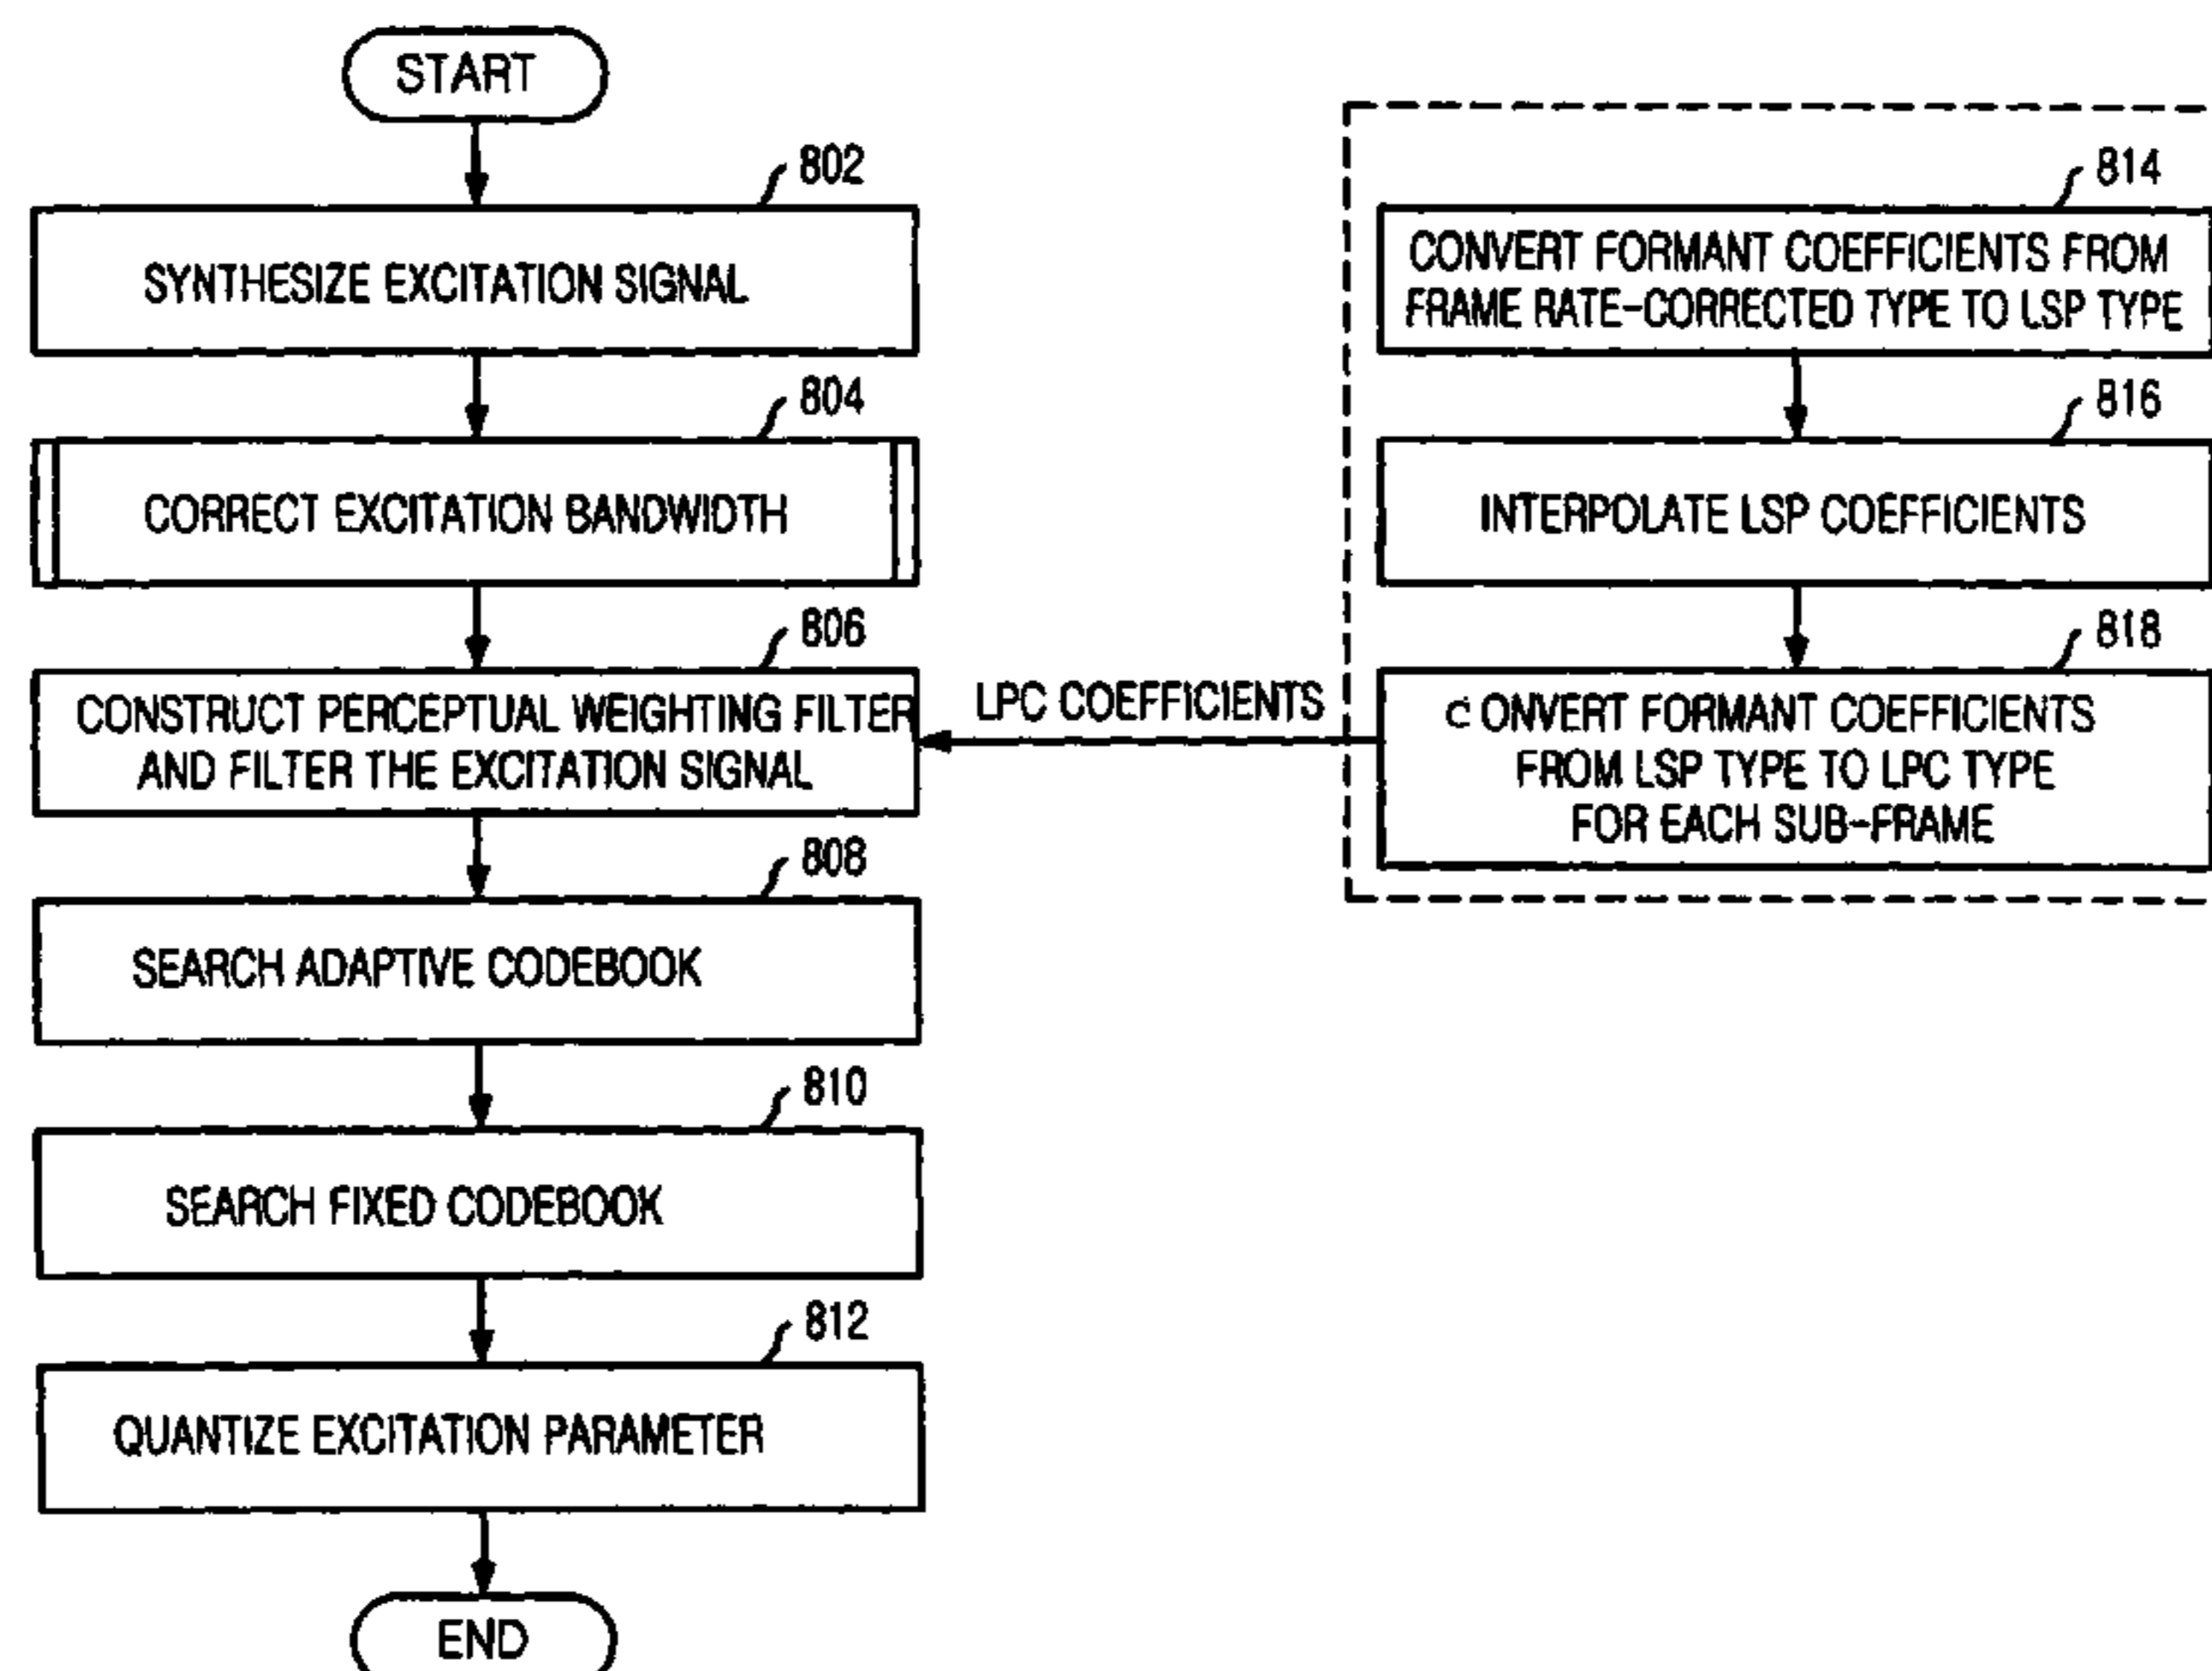 START
802
SYNTHESIZE EXCITATION SIGNAL
804
CORRECT EXCITATION BANDWIDTH
806
CONSTRUCT PERCEPTUAL WEIGHTING FILTER
AND FILTER THE EXCITATION SIGNAL
808
SEARCH ADAPTIVE CODEBOOK
810
SEARCH FIXED CODEBOOK
812
QUANTIZE EXCITATION PARAMETER
END
814
CONVERT FORMANT COEFFICIENTS FROM
FRAME RATE-CORRECTED TYPE TO LSP TYPE
816
INTERPOLATE LSP COEFFICIENTS
818
CONVERT FORMANT COEFFICIENTS
FROM LSP TYPE TO LPC TYPE
FOR EACH SUB-FRAME
LPC COEFFICIENTS